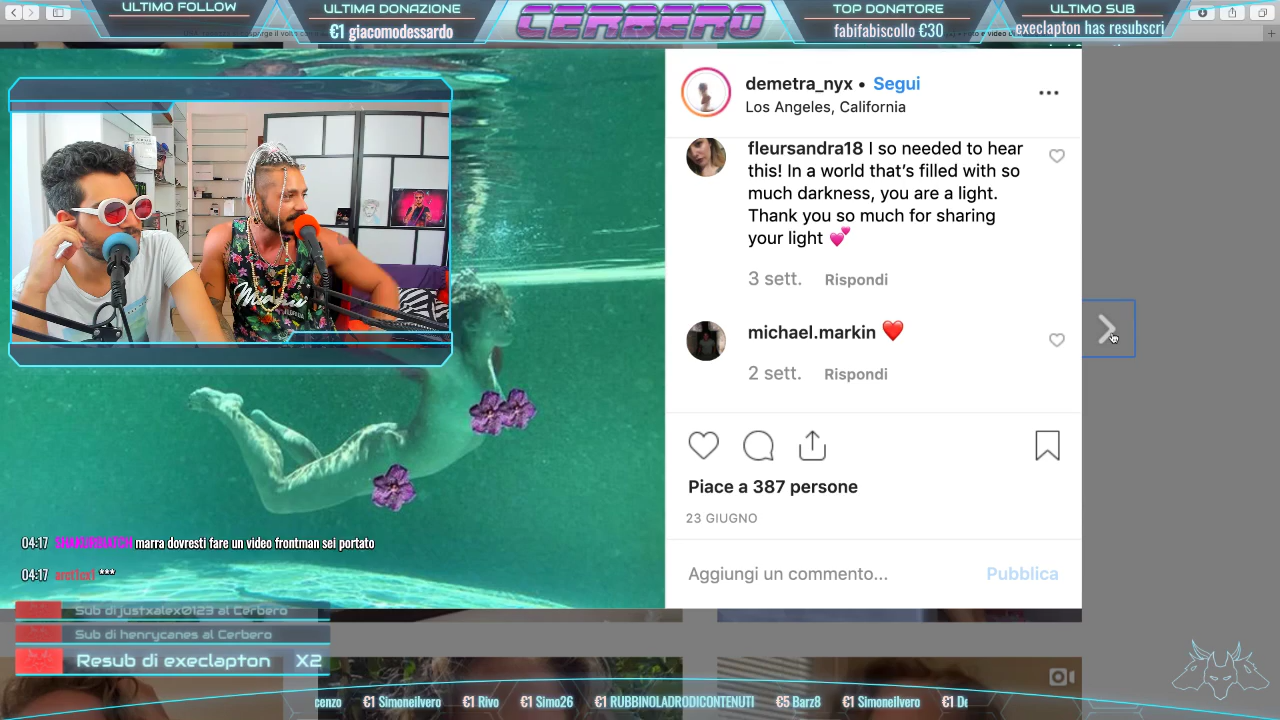 ULTIMO FOLLOW
ULTIMA DONAZIONE
€1 giacomodessardo
CERBERO
TOP DONATORE
fabifabiscollo €30
ULTIMO SUB
execlapton has resubscri
demetra_nyx • Segui
Los Angeles, California
fleursandra18 I so needed to hear
this! In a world that's filled with so
much darkness, you are a light.
Thank you so much for sharing
your light 💕
3 sett. Rispondi
michael.markin ❤️
2 sett. Rispondi
Piace a 387 persone
23 GIUGNO
Aggiungi un commento... Pubblica
Miami
04:17 marra dovresti fare un video frontman sei portato
04:17 arct1cx1 ***
Sub di justxalex0123 al Cerbero
Sub di henrycanes al Cerbero
Resub di execlapton X2
cenzo €1 Simoneilvero €1 Rivo €1 Simo26 €1 RUBBINOLADRODICONTENUTI €5 Barz8 €1 Simoneilvero €1 De